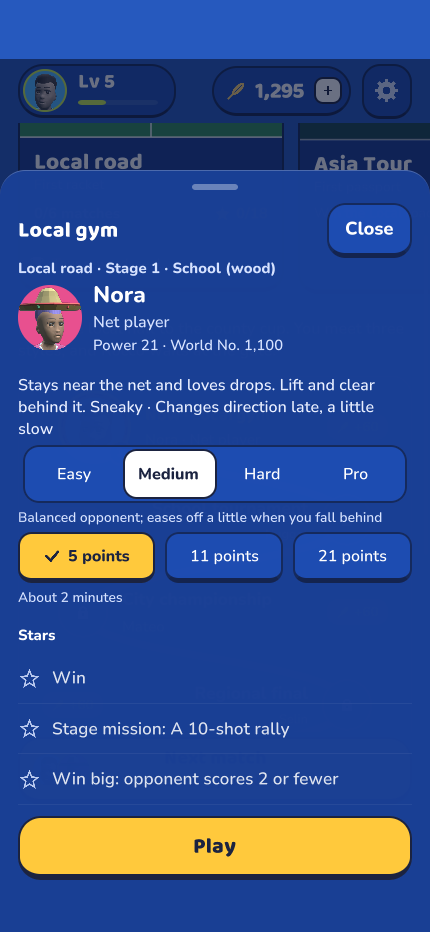 Lv 5
1,295
+
Local road
Asia Tour
Local gym
Close
Local road · Stage 1 · School (wood)
Nora
Net player
Power 21 · World No. 1,100
Stays near the net and loves drops. Lift and clear
behind it. Sneaky · Changes direction late, a little
slow
Easy
Medium
Hard
Pro
Balanced opponent; eases off a little when you fall behind
5 points
11 points
21 points
About 2 minutes
Stars
Win
Stage mission: A 10-shot rally
Win big: opponent scores 2 or fewer
Play